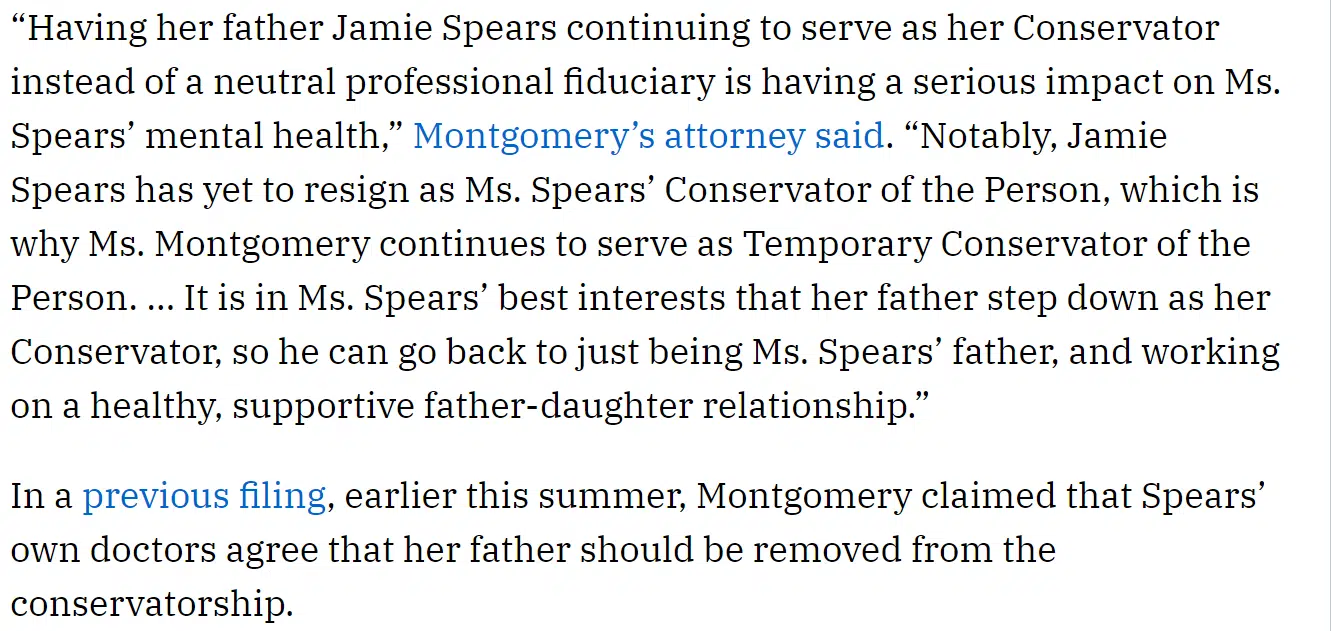 “Having her father Jamie Spears continuing to serve as her Conservator
instead of a neutral professional fiduciary is having a serious impact on Ms.
Spears’ mental health,” Montgomery’s attorney said. “Notably, Jamie
Spears has yet to resign as Ms. Spears’ Conservator of the Person, which is
why Ms. Montgomery continues to serve as Temporary Conservator of the
Person. ... It is in Ms. Spears’ best interests that her father step down as her
Conservator, so he can go back to just being Ms. Spears’ father, and working
on a healthy, supportive father-daughter relationship.”
In a previous filing, earlier this summer, Montgomery claimed that Spears’
own doctors agree that her father should be removed from the
conservatorship.